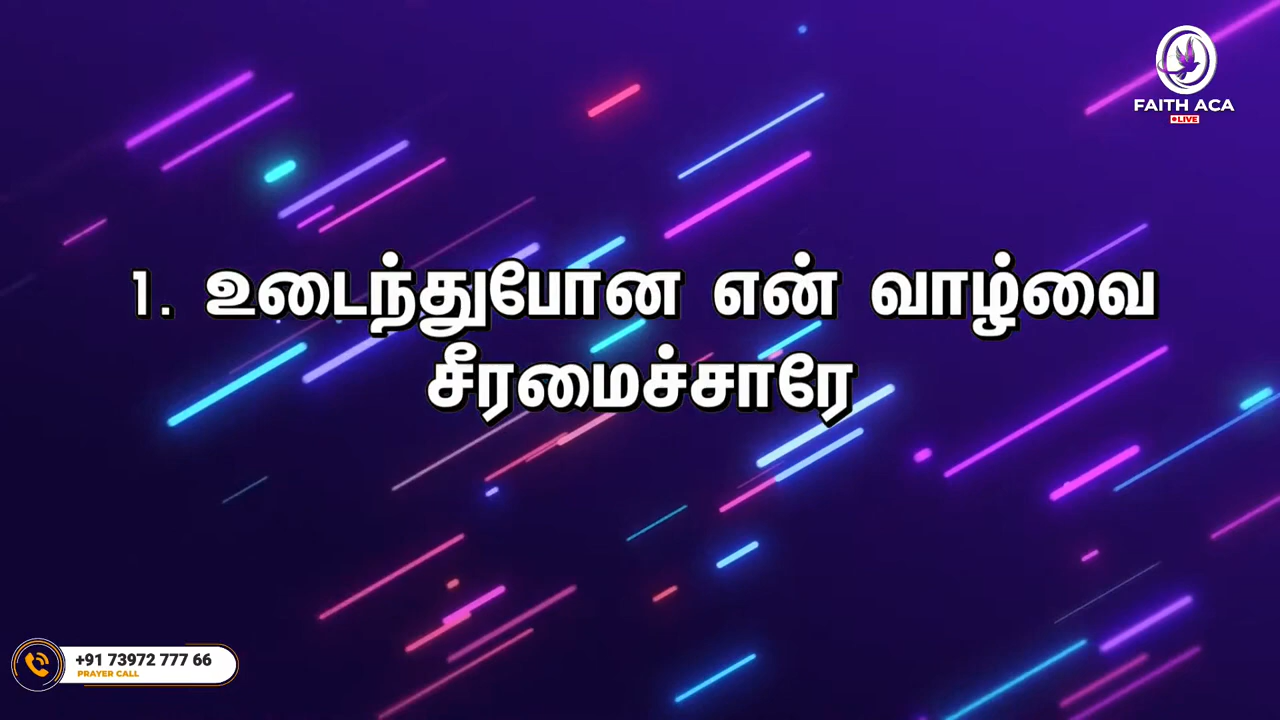 FAITH ACA
LIVE
1. உடைந்துபோன என் வாழ்வை
சீரமைச்சாரே
+91 73972 777 66
PRAYER CALL